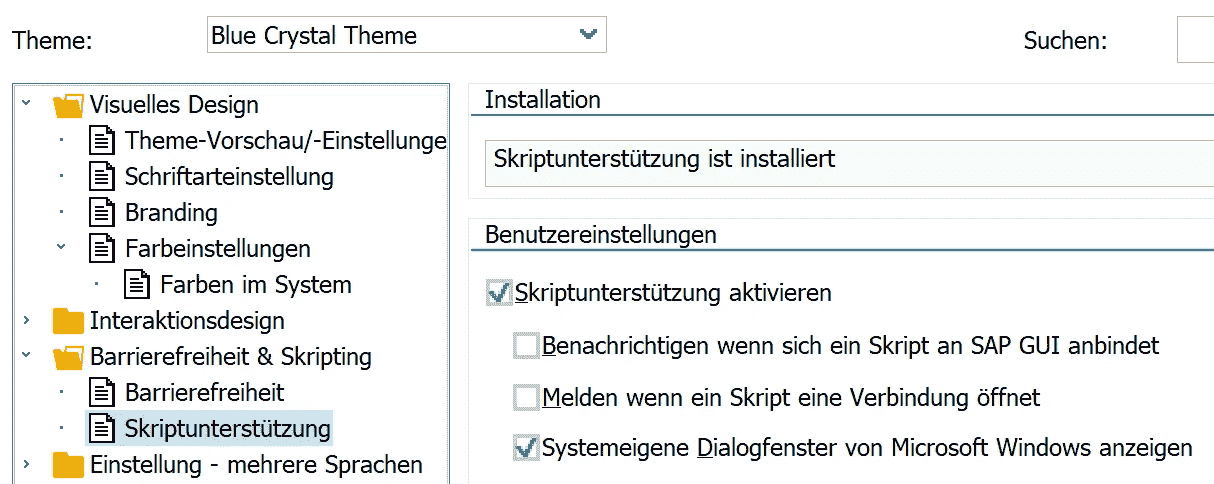 Theme:
Blue Crystal Theme
Suchen:
Visuelles Design
Theme-Vorschau/-Einstellunge
Schriftarteinstellung
Branding
Farbeinstellungen
Farben im System
Interaktionsdesign
Barrierefreiheit & Skripting
Barrierefreiheit
Skriptunterstützung
Einstellung - mehrere Sprachen
Installation
Skriptunterstützung ist installiert
Benutzereinstellungen
Skriptunterstützung aktivieren
Benachrichtigen wenn sich ein Skript an SAP GUI anbindet
Melden wenn ein Skript eine Verbindung öffnet
Systemeigene Dialogfenster von Microsoft Windows anzeigen